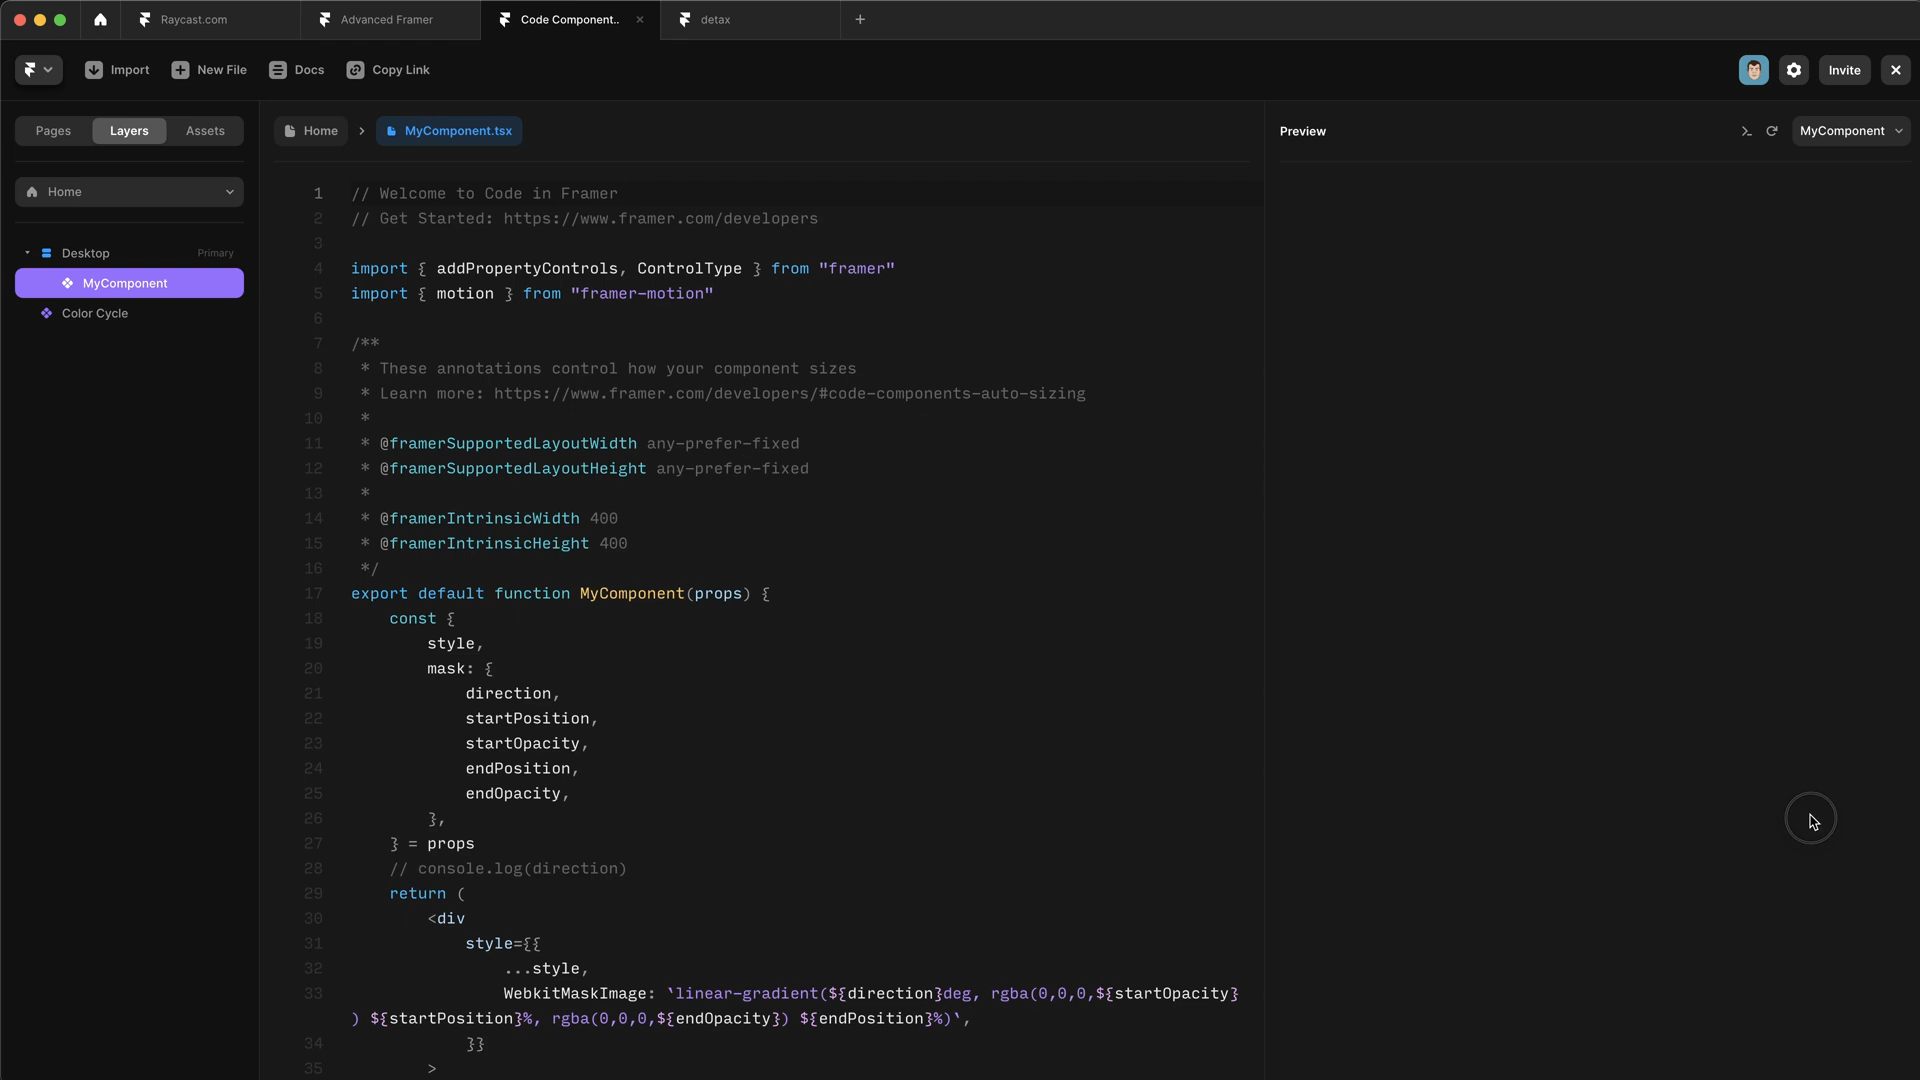 Raycast.com
Advanced Framer
Code Component..
detax
Import
New File
Docs
Copy Link
Invite
Pages
Layers
Assets
Home
MyComponent.tsx
Preview
MyComponent
Home
Desktop
Primary
MyComponent
Color Cycle
1 // Welcome to Code in Framer
2 // Get Started: https://www.framer.com/developers
3
4 import { addPropertyControls, ControlType } from "framer"
5 import { motion } from "framer-motion"
6
7 /**
8 * These annotations control how your component sizes
9 * Learn more: https://www.framer.com/developers/#code-components-auto-sizing
10 *
11 * @framerSupportedLayoutWidth any-prefer-fixed
12 * @framerSupportedLayoutHeight any-prefer-fixed
13 *
14 * @framerIntrinsicWidth 400
15 * @framerIntrinsicHeight 400
16 */
17 export default function MyComponent(props) {
18 const {
19 style,
20 mask: {
21 direction,
22 startPosition,
23 startOpacity,
24 endPosition,
25 endOpacity,
26 },
27 } = props
28 // console.log(direction)
29 return (
30 <div
31 style={{
32 ...style,
33 WebkitMaskImage: `linear-gradient(${direction}deg, rgba(0,0,0,${startOpacity}
) ${startPosition}%, rgba(0,0,0,${endOpacity}) ${endPosition}%)`,
34 }}
35 >